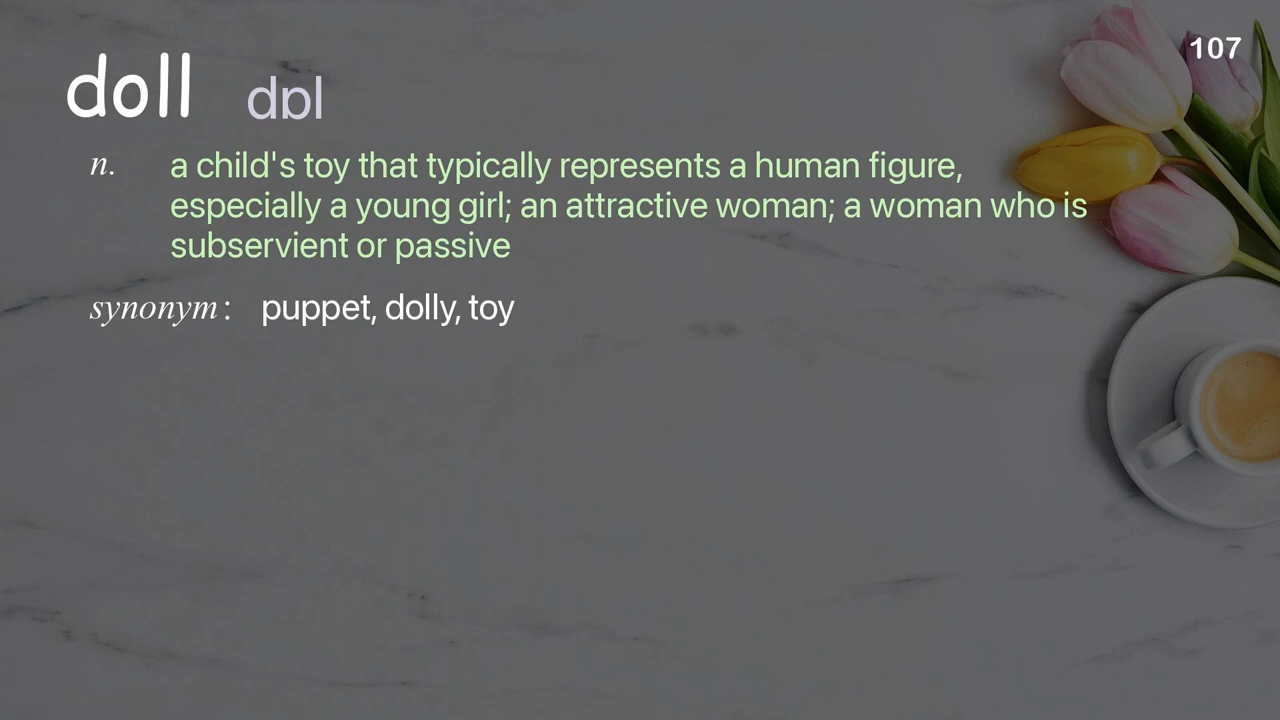 107
doll dɒl
n. a child's toy that typically represents a human figure,
especially a young girl; an attractive woman; a woman who is
subservient or passive
synonym : puppet, dolly, toy